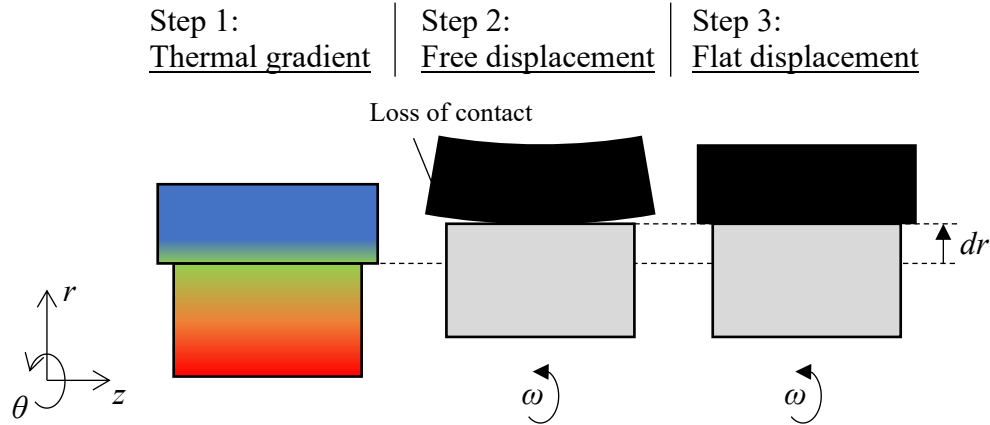 Step 1:
Thermal gradient
Step 2:
Free displacement
Step 3:
Flat displacement
Loss of contact
dr
r
z
θ
ω
ω